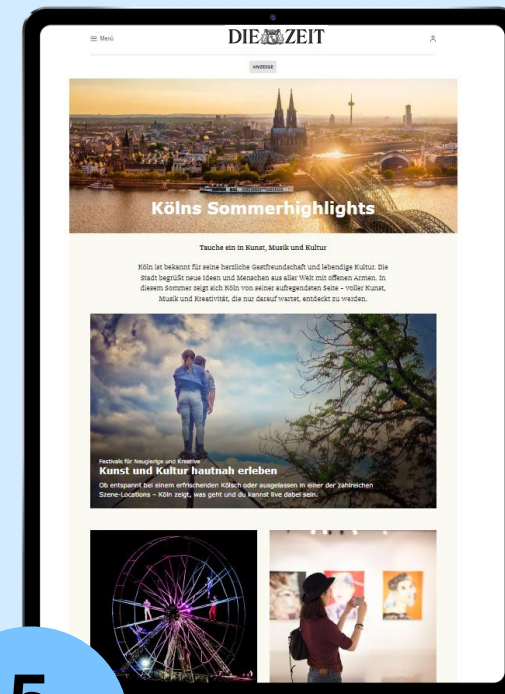 Menü
DIE ZEIT
ANZEIGE
Kölns Sommerhighlights
Tauche ein in Kunst, Musik und Kultur
Köln ist bekannt für seine herzliche Gastfreundschaft und lebendige Kultur. Die
Stadt begrüßt neue Ideen und Menschen aus aller Welt mit offenen Armen. In
diesem Sommer zeigt sich Köln von seiner aufregendsten Seite – voller Kunst,
Musik und Kreativität, die nur darauf wartet, entdeckt zu werden.
Festivals für Neugierige und Kreative
Kunst und Kultur hautnah erleben
Ob entspannt bei einem erfrischenden Kölsch oder ausgelassen in einer der zahlreichen
Szene-Locations – Köln zeigt, was geht und du kannst live dabei sein.
5